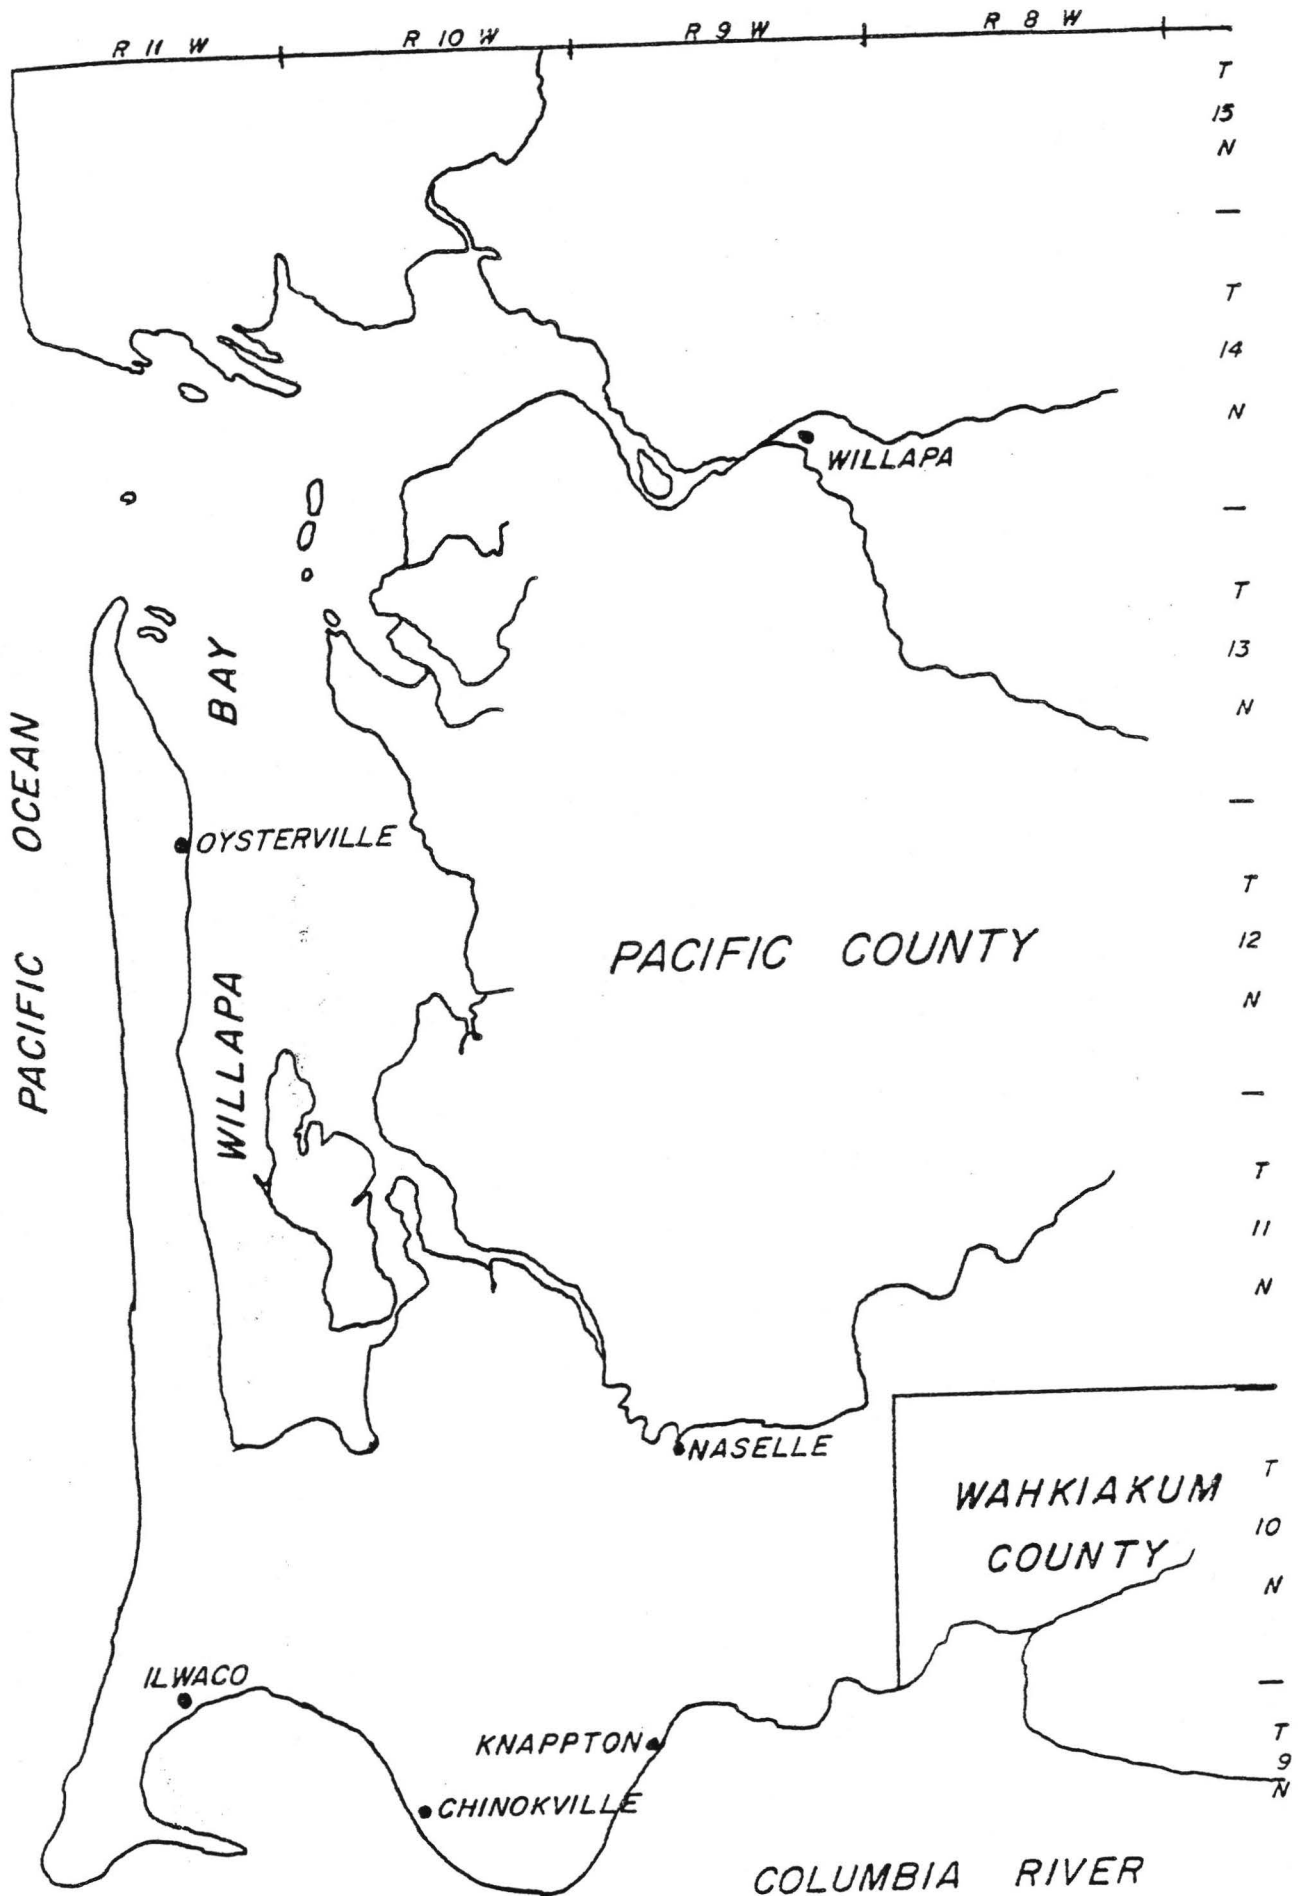 R 11 W
R 10 W
R 9 W
R 8 W
T
15
N
—
T
14
N
—
T
13
N
—
T
12
N
—
T
11
N
T
10
N
—
T
9
N
WILLAPA
PACIFIC OCEAN
WILLAPA BAY
OYSTERVILLE
PACIFIC COUNTY
NASELLE
WAHKIAKUM
COUNTY
ILWACO
KNAPPTON
CHINOKVILLE
COLUMBIA RIVER